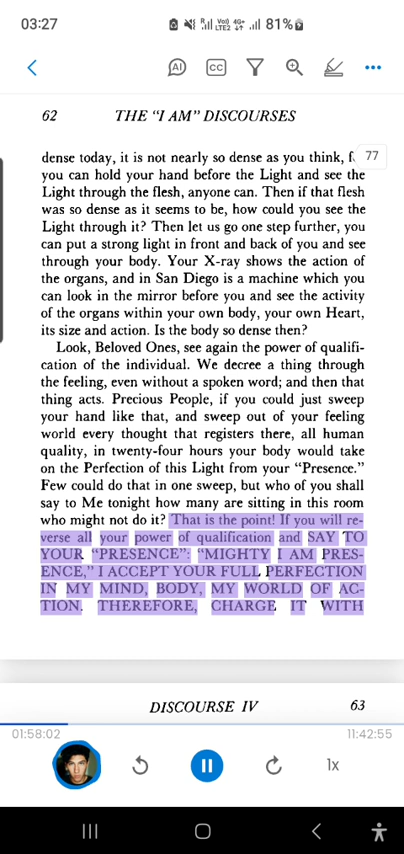 03:27
81%
AI
CC
62 THE “I AM” DISCOURSES
77
dense today, it is not nearly so dense as you think,
you can hold your hand before the Light and see the
Light through the flesh, anyone can. Then if that flesh
was so dense as it seems to be, how could you see the
Light through it? Then let us go one step further, you
can put a strong light in front and back of you and see
through your body. Your X-ray shows the action of
the organs, and in San Diego is a machine which you
can look in the mirror before you and see the activity
of the organs within your own body, your own Heart,
its size and action. Is the body so dense then?
Look, Beloved Ones, see again the power of qualifi-
cation of the individual. We decree a thing through
the feeling, even without a spoken word; and then that
thing acts. Precious People, if you could just sweep
your hand like that, and sweep out of your feeling
world every thought that registers there, all human
quality, in twenty-four hours your body would take
on the Perfection of this Light from your “Presence.”
Few could do that in one sweep, but who of you shall
say to Me tonight how many are sitting in this room
who might not do it? That is the point! If you will re-
verse all your power of qualification and SAY TO
YOUR “PRESENCE”: “MIGHTY I AM PRES-
ENCE,” I ACCEPT YOUR FULL PERFECTION
IN MY MIND, BODY, MY WORLD OF AC-
TION. THEREFORE, CHARGE IT WITH
DISCOURSE IV 63
01:58:02 11:42:55
1x